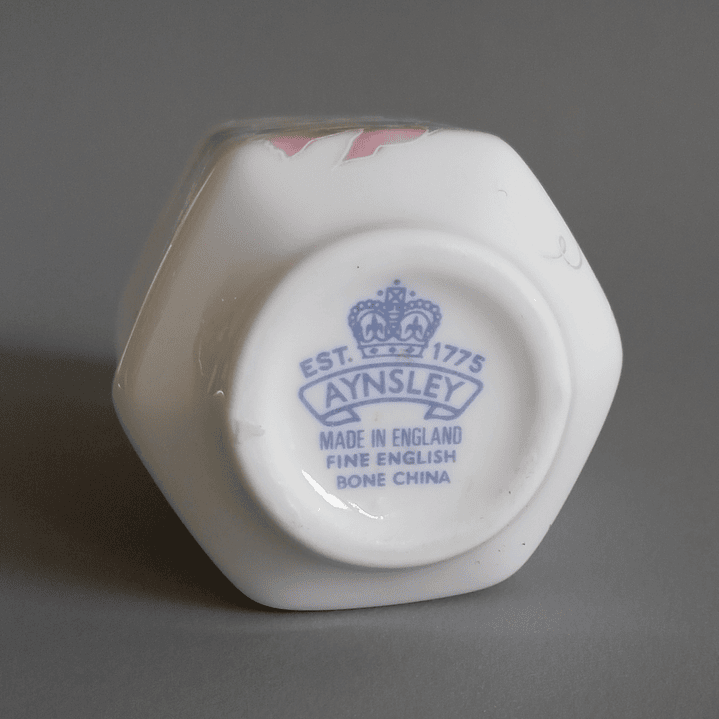 EST. 1775
AYNSLEY
MADE IN ENGLAND
FINE ENGLISH
BONE CHINA